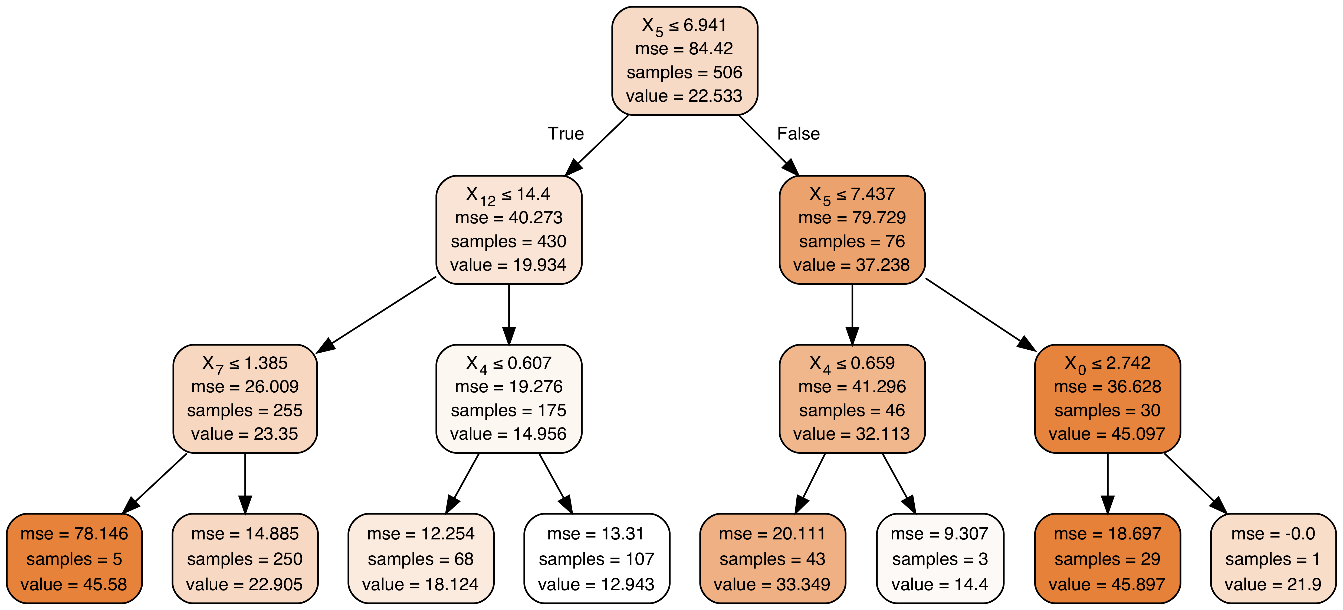 X5 ≤ 6.941
mse = 84.42
samples = 506
value = 22.533
True
False
X12 ≤ 14.4
mse = 40.273
samples = 430
value = 19.934
X5 ≤ 7.437
mse = 79.729
samples = 76
value = 37.238
X7 ≤ 1.385
mse = 26.009
samples = 255
value = 23.35
X4 ≤ 0.607
mse = 19.276
samples = 175
value = 14.956
X4 ≤ 0.659
mse = 41.296
samples = 46
value = 32.113
X0 ≤ 2.742
mse = 36.628
samples = 30
value = 45.097
mse = 78.146
samples = 5
value = 45.58
mse = 14.885
samples = 250
value = 22.905
mse = 12.254
samples = 68
value = 18.124
mse = 13.31
samples = 107
value = 12.943
mse = 20.111
samples = 43
value = 33.349
mse = 9.307
samples = 3
value = 14.4
mse = 18.697
samples = 29
value = 45.897
mse = -0.0
samples = 1
value = 21.9